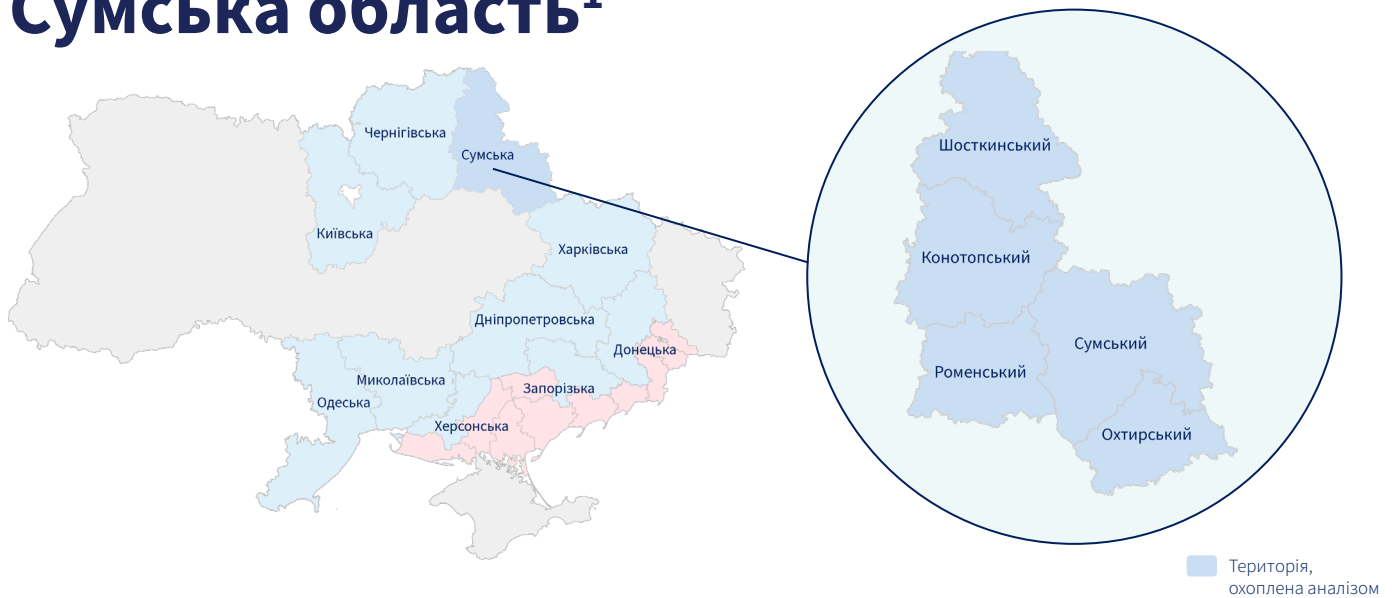 Сумська область¹
Чернігівська
Сумська
Київська
Харківська
Дніпропетровська
Донецька
Миколаївська
Запорізька
Одеська
Херсонська
Шосткинський
Конотопський
Сумський
Роменський
Охтирський
Територія,
охоплена аналізом